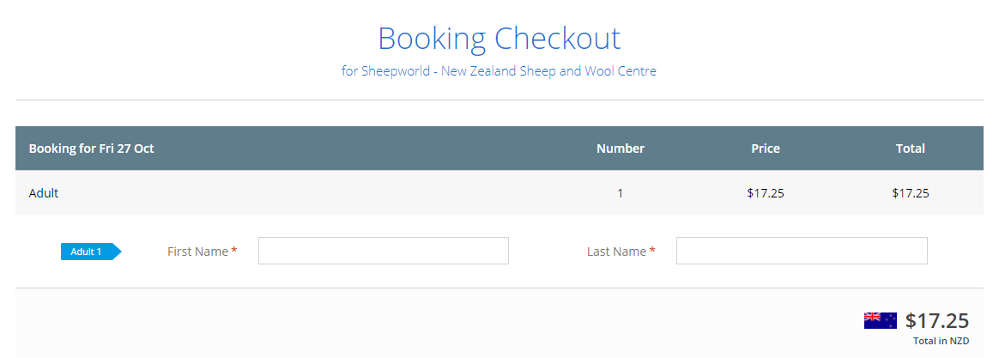 Booking Checkout
for Sheepworld - New Zealand Sheep and Wool Centre
Booking for Fri 27 Oct Number Price Total
Adult 1 $17.25 $17.25
Adult 1 First Name * Last Name *
$17.25
Total in NZD